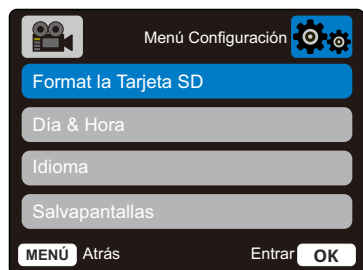 Menú Configuración
Format la Tarjeta SD
Día & Hora
Idioma
Salvapantallas
MENÚ Atrás Entrar OK